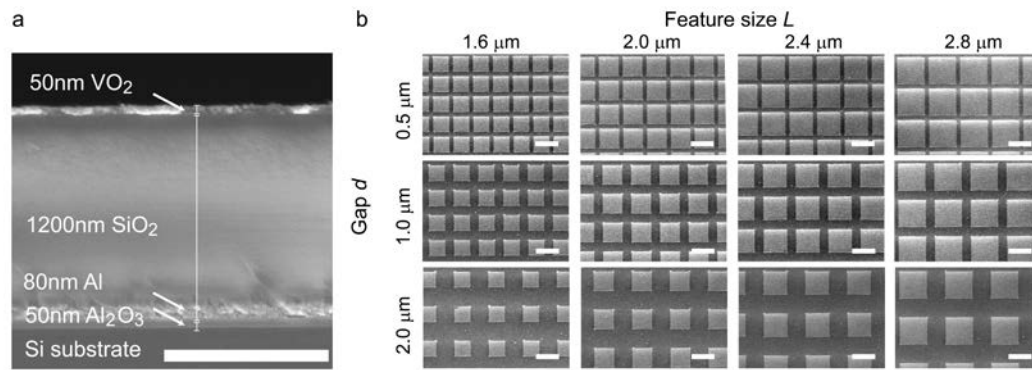 a
50nm VO₂
1200nm SiO₂
80nm Al
50nm Al₂O₃
Si substrate
b
Feature size L
1.6 μm
2.0 μm
2.4 μm
2.8 μm
Gap d
0.5 μm
1.0 μm
2.0 μm